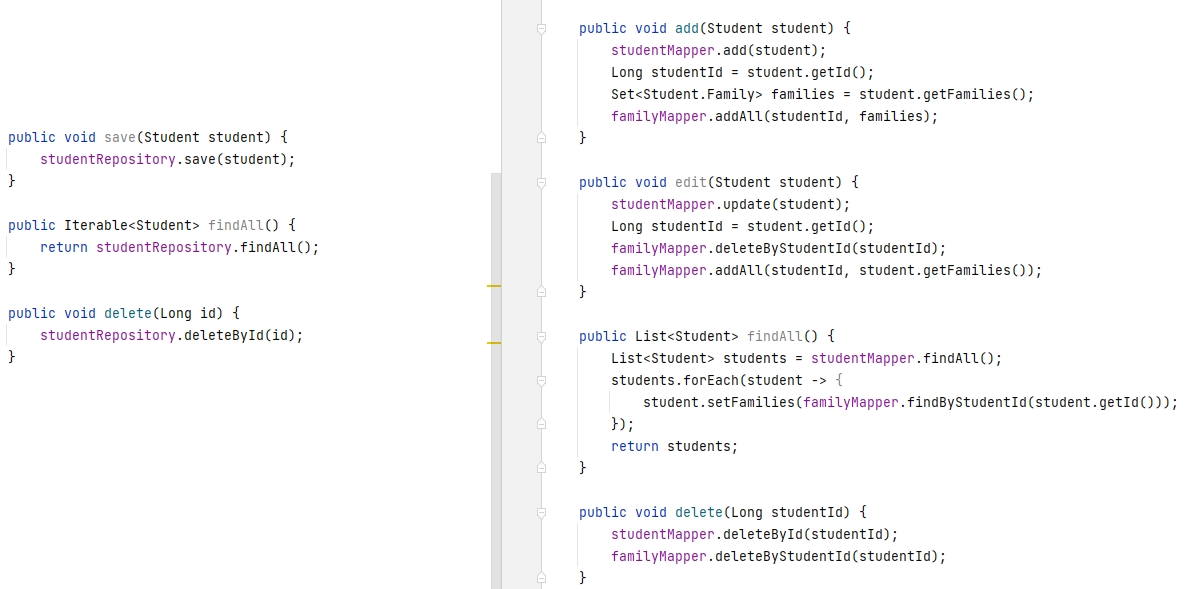 public void save(Student student) {
    studentRepository.save(student);
}
public Iterable<Student> findAll() {
    return studentRepository.findAll();
}
public void delete(Long id) {
    studentRepository.deleteById(id);
}
public void add(Student student) {
    studentMapper.add(student);
    Long studentId = student.getId();
    Set<Student.Family> families = student.getFamilies();
    familyMapper.addAll(studentId, families);
}
public void edit(Student student) {
    studentMapper.update(student);
    Long studentId = student.getId();
    familyMapper.deleteByStudentId(studentId);
    familyMapper.addAll(studentId, student.getFamilies());
}
public List<Student> findAll() {
    List<Student> students = studentMapper.findAll();
    students.forEach(student -> {
        student.setFamilies(familyMapper.findByStudentId(student.getId()));
    });
    return students;
}
public void delete(Long studentId) {
    studentMapper.deleteById(studentId);
    familyMapper.deleteByStudentId(studentId);
}